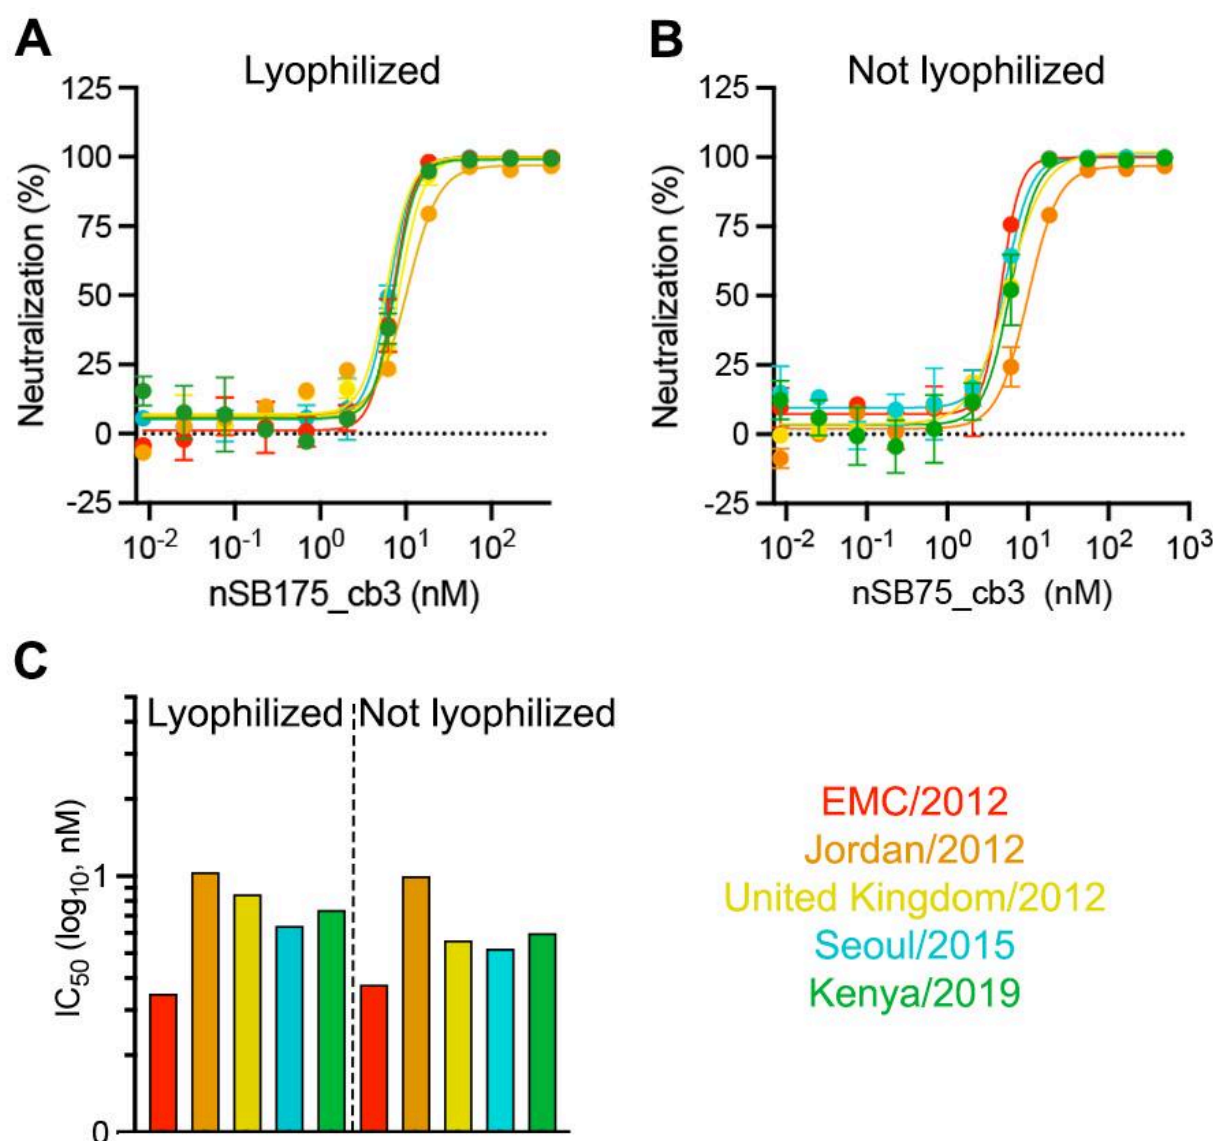 A
Lyophilized
Neutralization (%)
125
100
75
50
25
0
-25
10-2
10-1
100
101
102
nSB175_cb3 (nM)
B
Not lyophilized
Neutralization (%)
125
100
75
50
25
0
-25
10-2
10-1
100
101
102
103
nSB75_cb3 (nM)
C
Lyophilized
Not lyophilized
IC50 (log10, nM)
1
0
EMC/2012
Jordan/2012
United Kingdom/2012
Seoul/2015
Kenya/2019